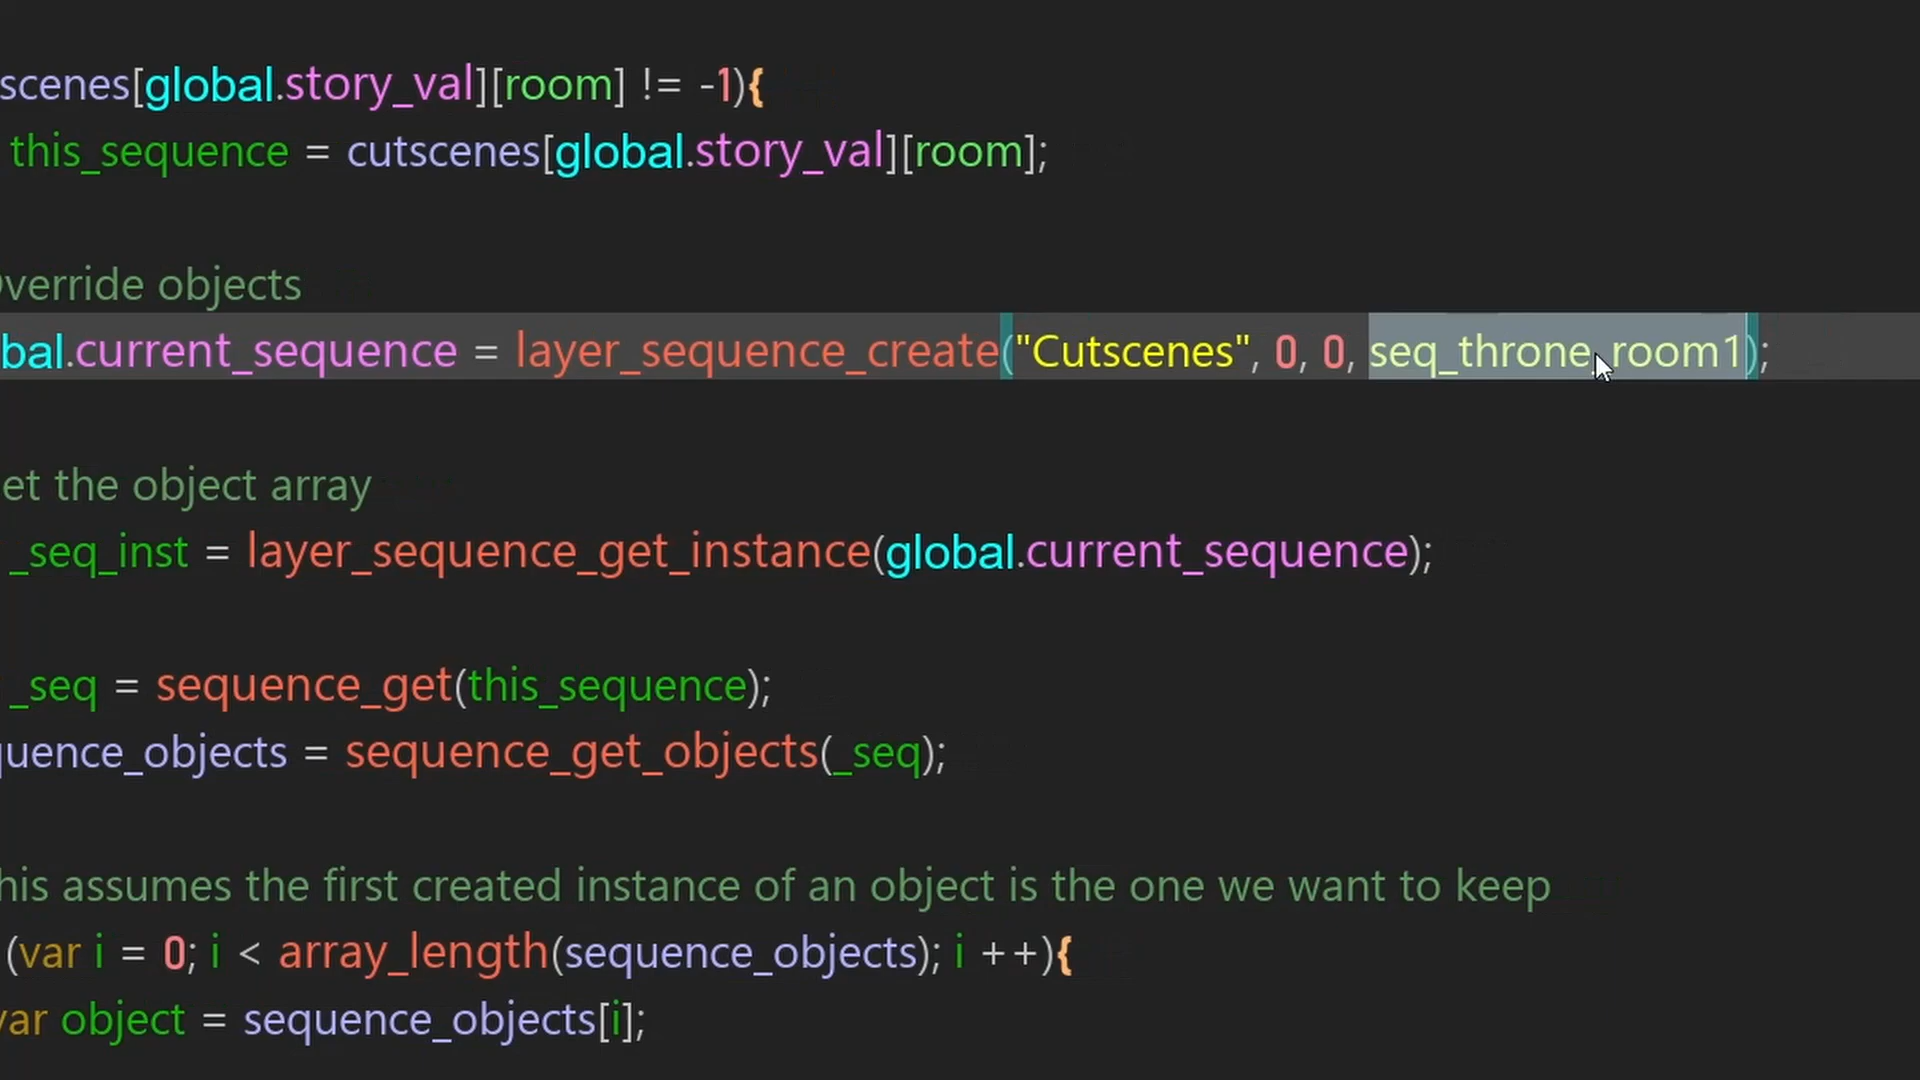 scenes[global.story_val][room] != -1){
this_sequence = cutscenes[global.story_val][room];
verride objects
bal.current_sequence = layer_sequence_create("Cutscenes", 0, 0, seq_throne_room1);
et the object array
_seq_inst = layer_sequence_get_instance(global.current_sequence);
_seq = sequence_get(this_sequence);
quence_objects = sequence_get_objects(_seq);
his assumes the first created instance of an object is the one we want to keep
(var i = 0; i < array_length(sequence_objects); i ++){
var object = sequence_objects[i];